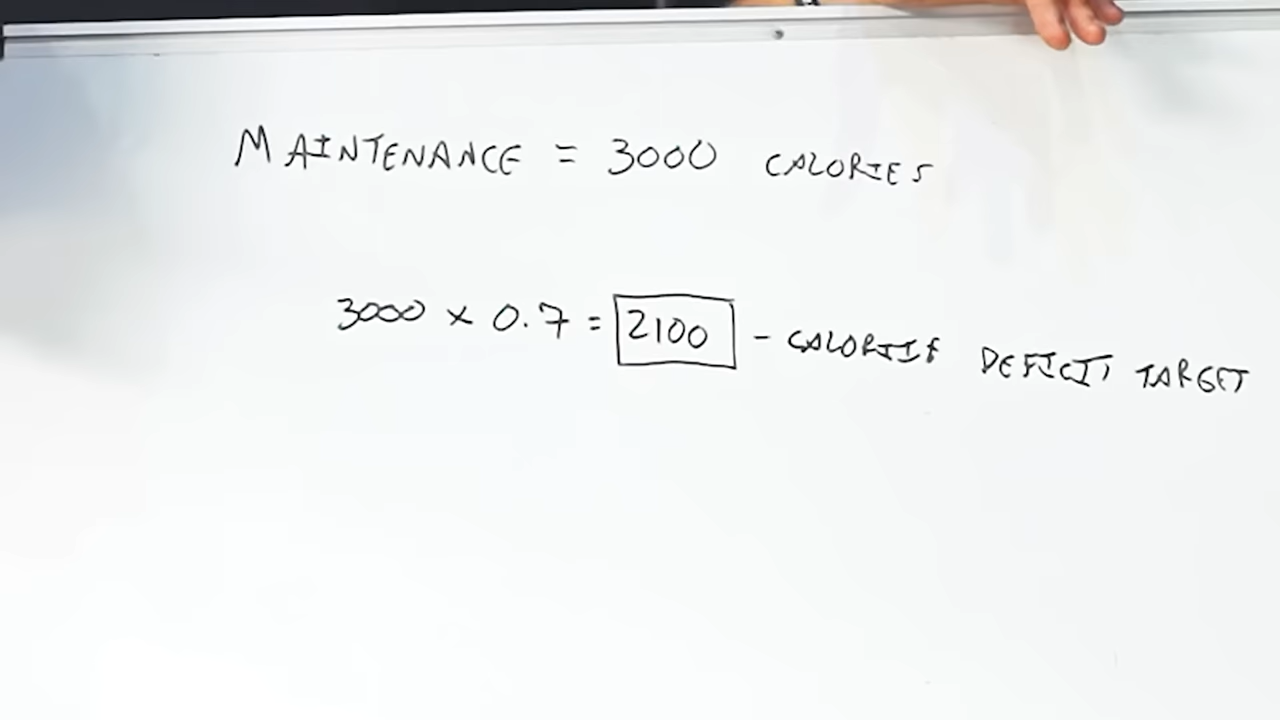 MAINTENANCE = 3000 CALORIES
3000 x 0.7 = 2100 - CALORIE DEFICIT TARGET